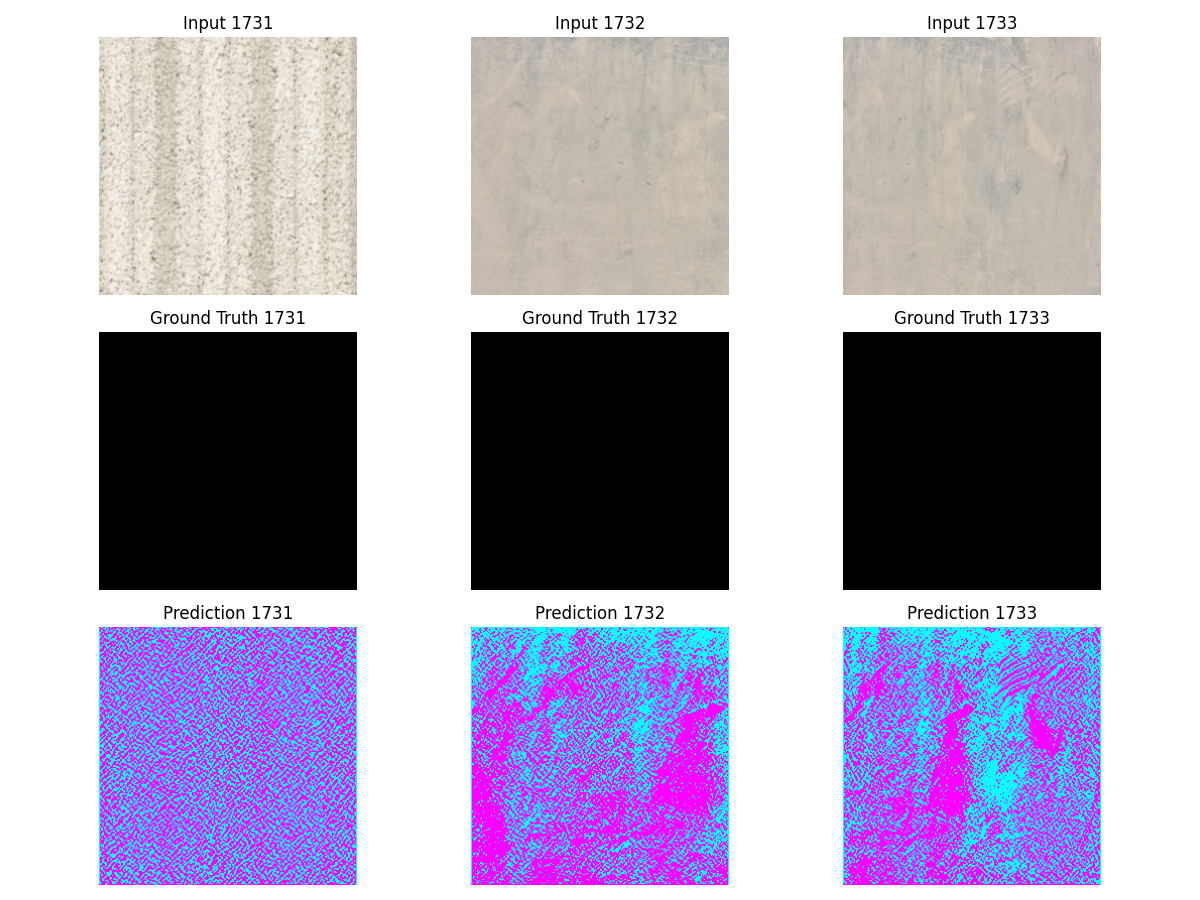 Input 1731
Input 1732
Input 1733
Ground Truth 1731
Ground Truth 1732
Ground Truth 1733
Prediction 1731
Prediction 1732
Prediction 1733